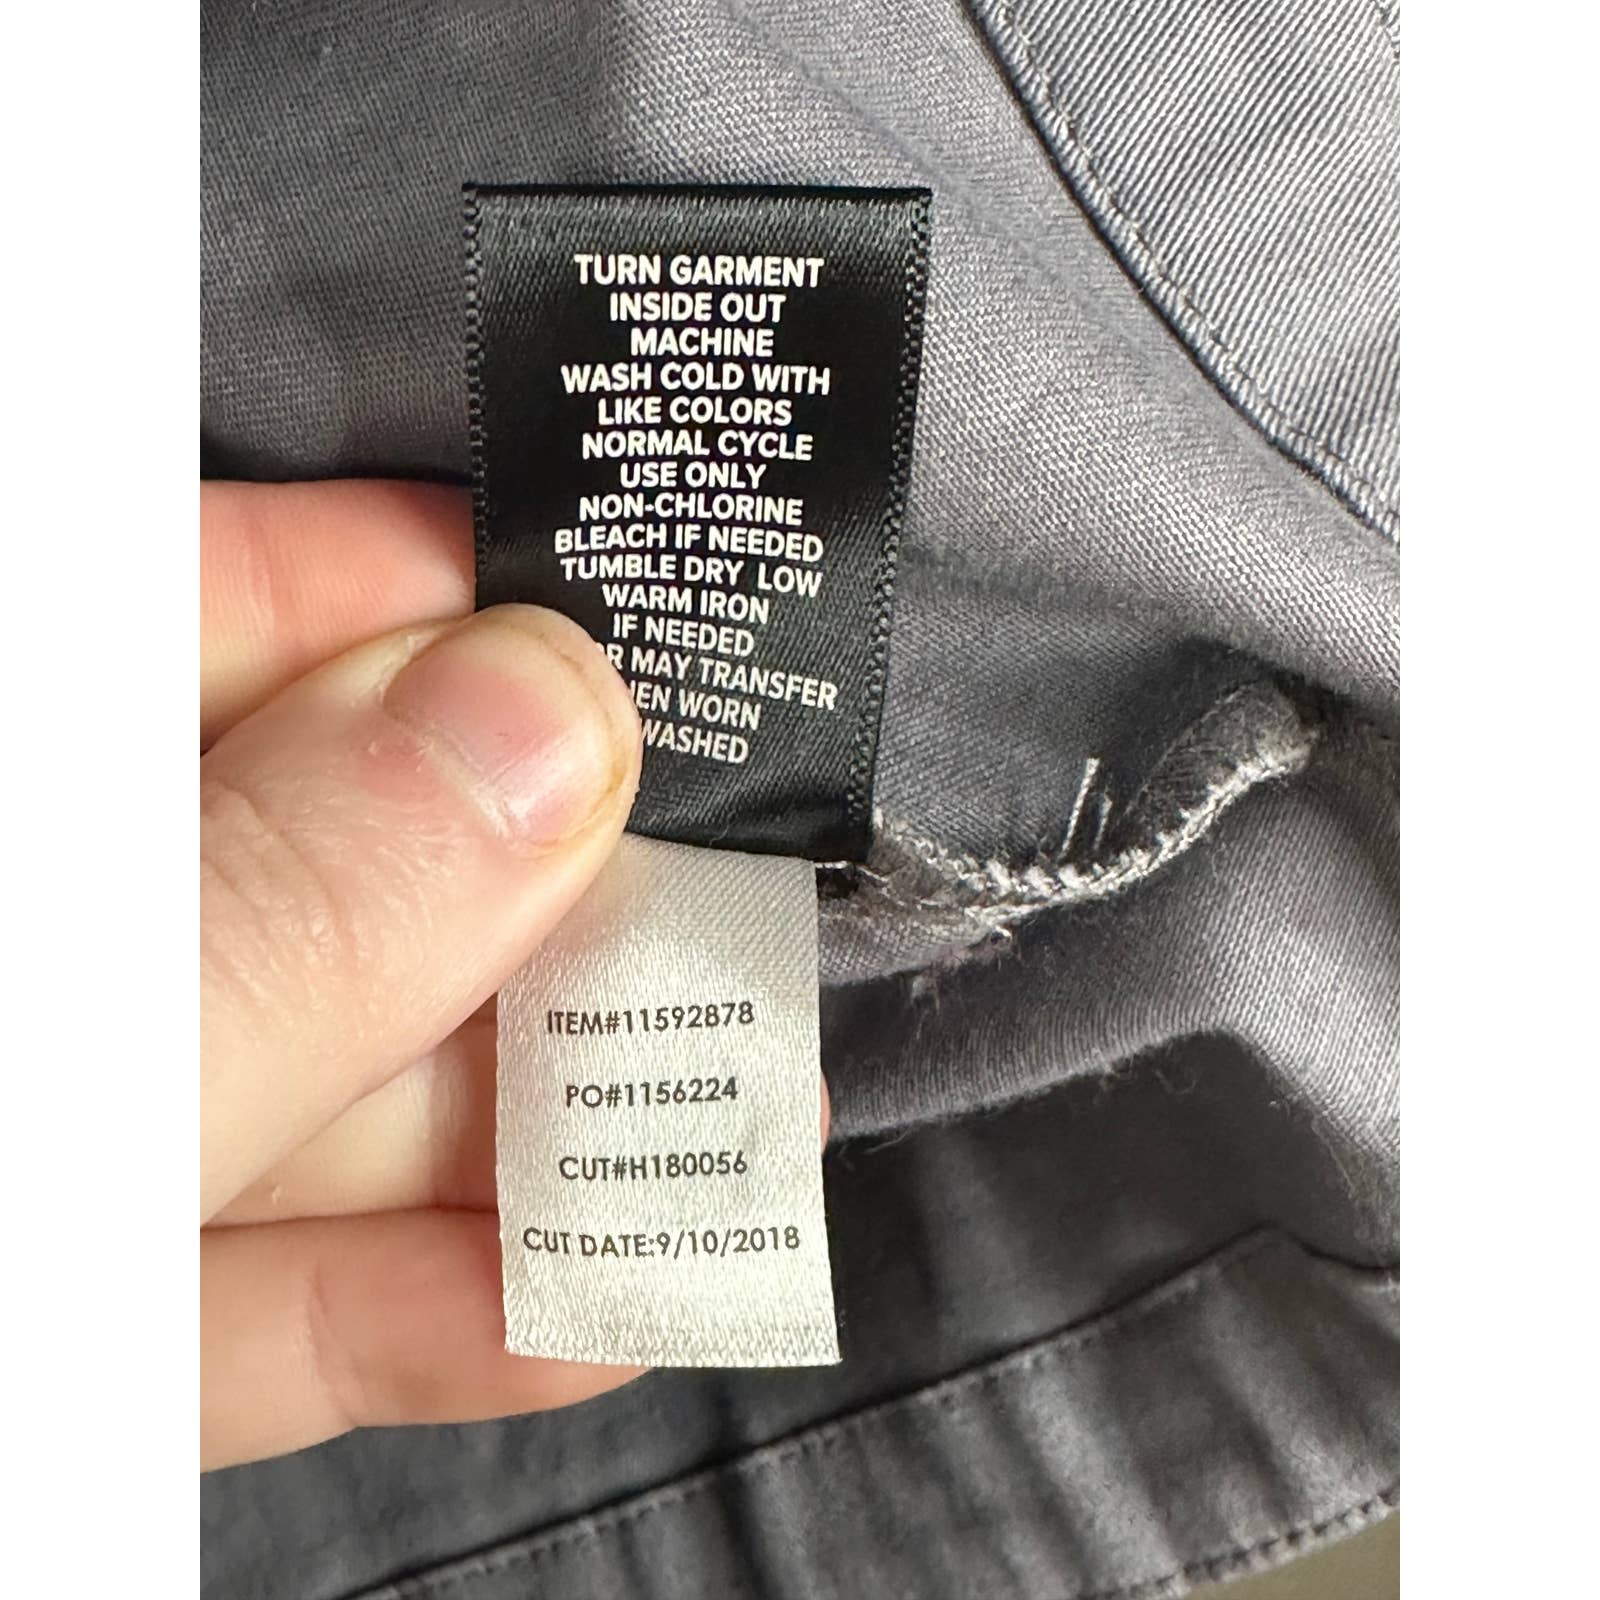 TURN GARMENT
INSIDE OUT
MACHINE
WASH COLD WITH
LIKE COLORS
NORMAL CYCLE
USE ONLY
NON-CHLORINE
BLEACH IF NEEDED
TUMBLE DRY LOW
WARM IRON
IF NEEDED
MAY TRANSFER
WORN
WASHED
ITEM#11592878
PO#1156224
CUT#H180056
CUT DATE:9/10/2018